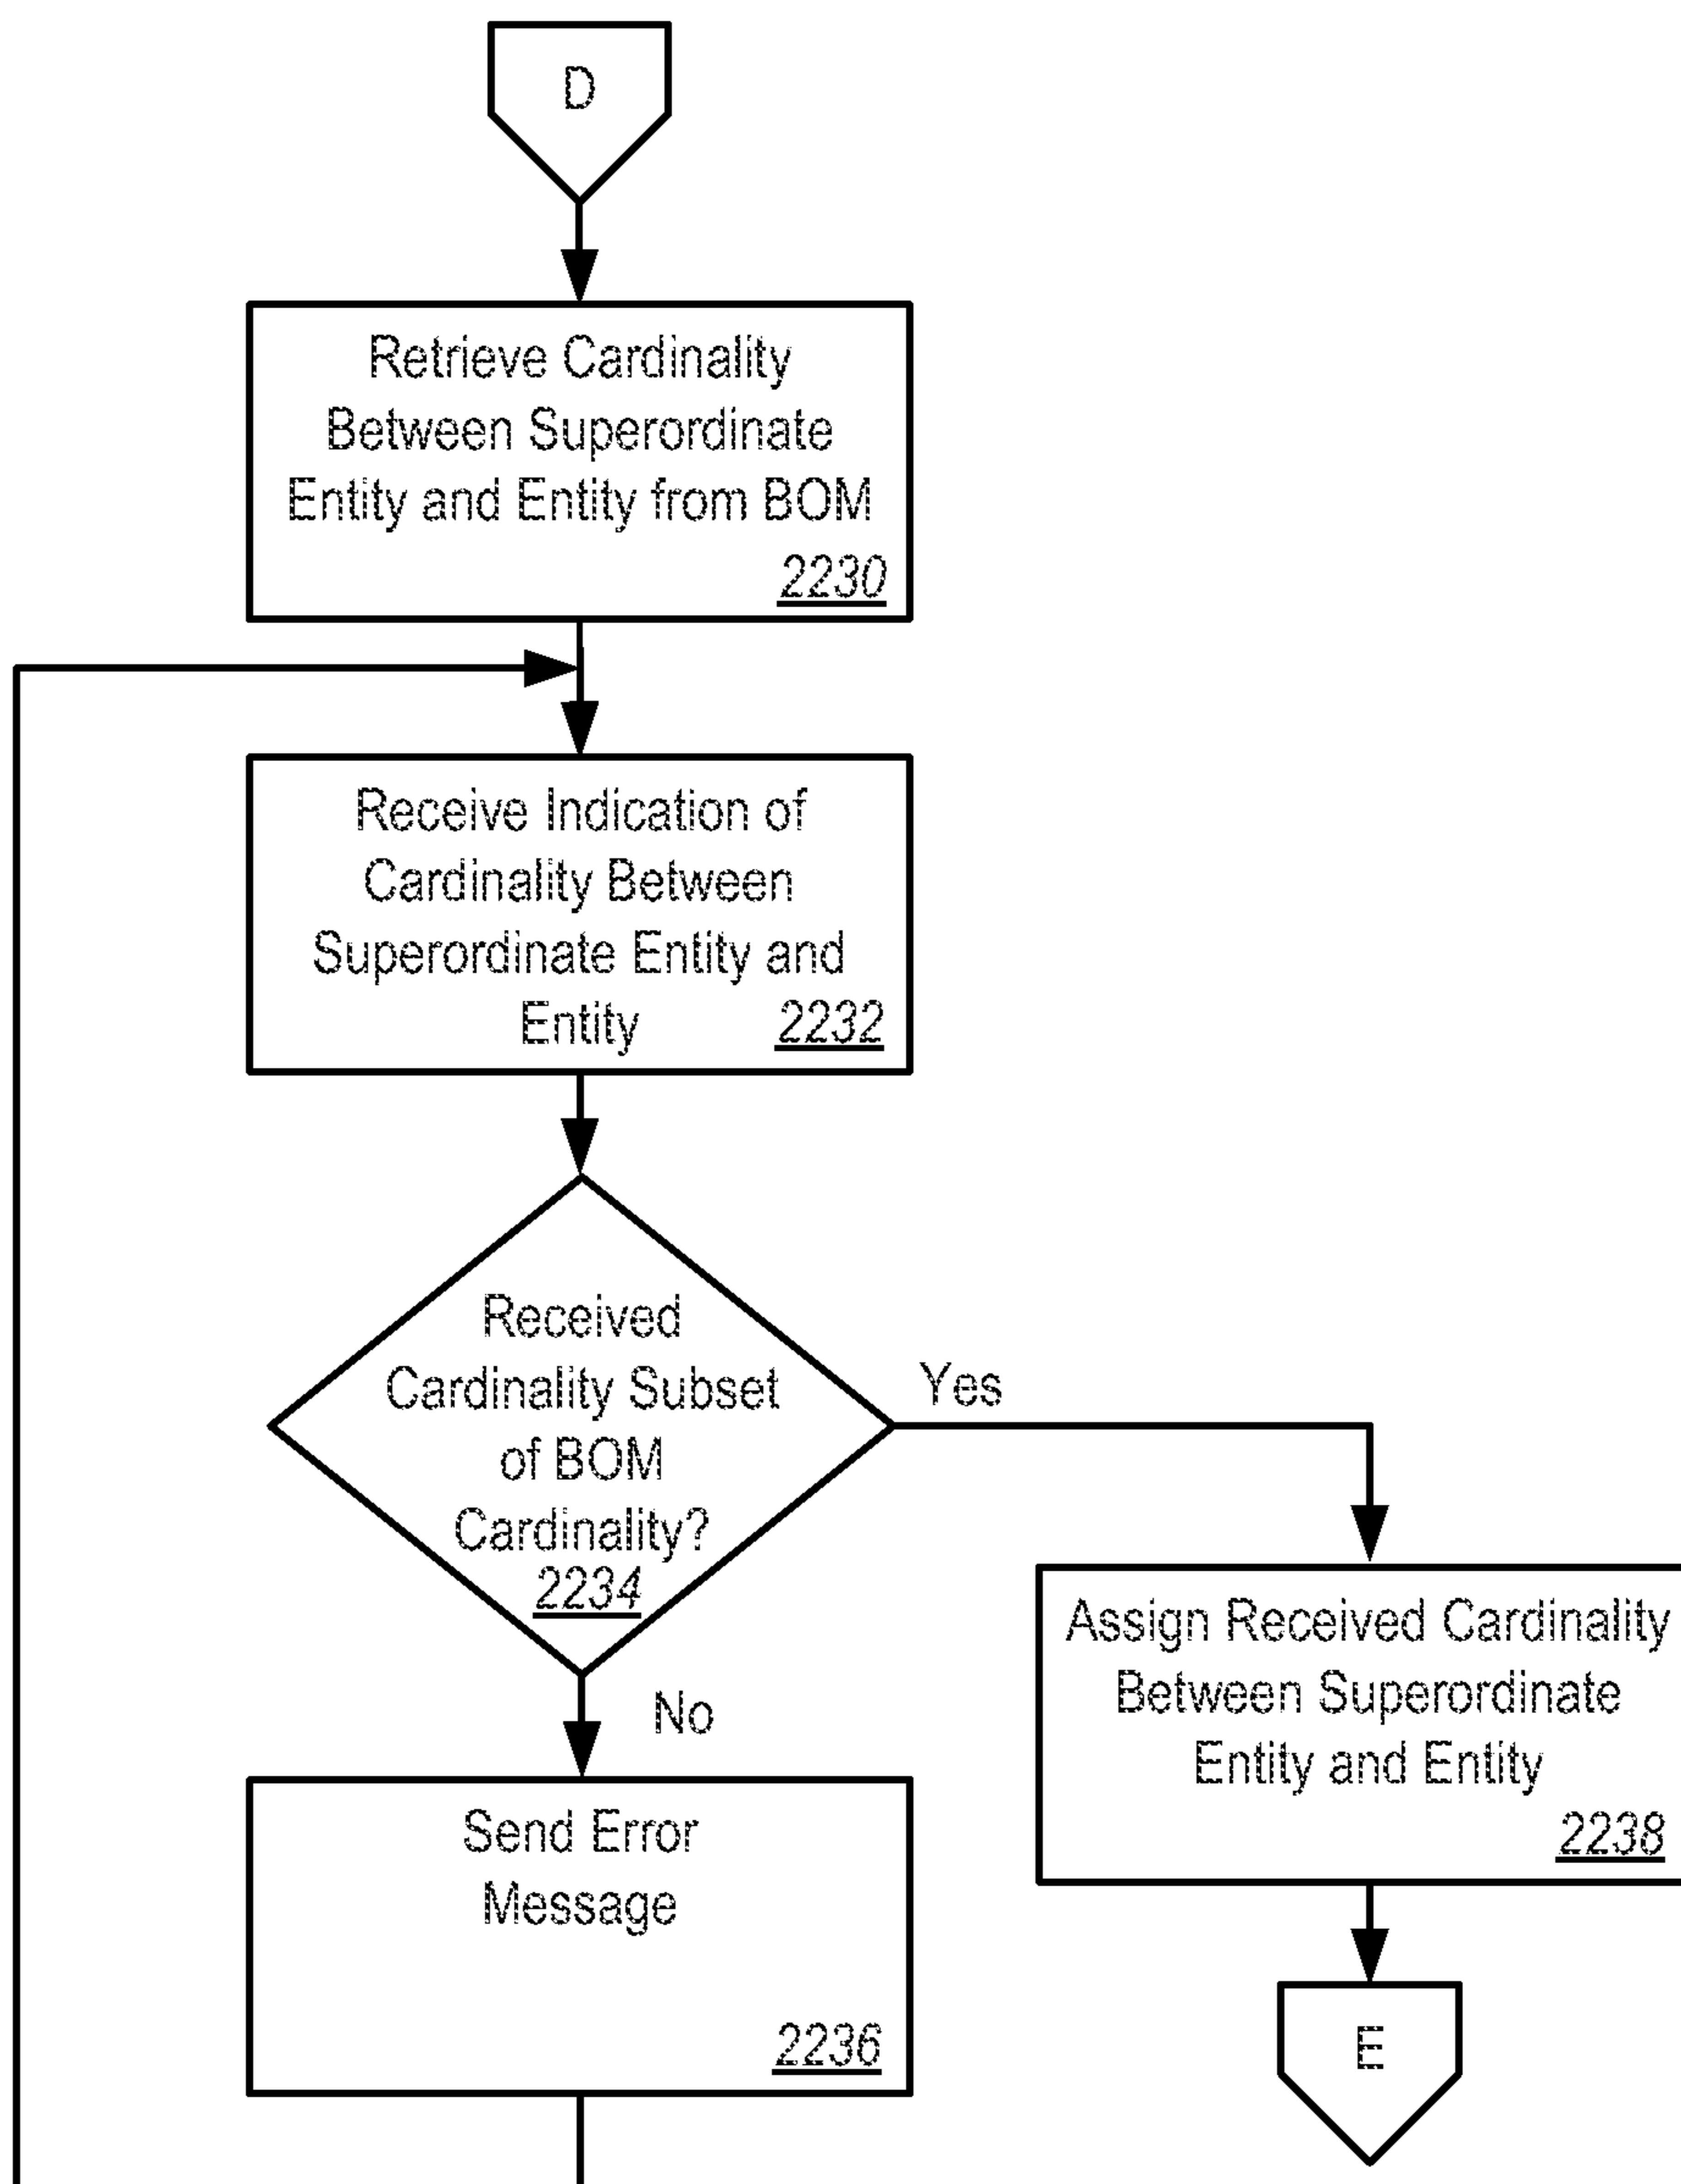 D
Retrieve Cardinality
Between Superordinate
Entity and Entity from BOM
2230
Receive Indication of
Cardinality Between
Superordinate Entity and
Entity 2232
Received
Cardinality Subset
of BOM
Cardinality?
2234
Yes
No
Assign Received Cardinality
Between Superordinate
Entity and Entity
2238
Send Error
Message
2236
E